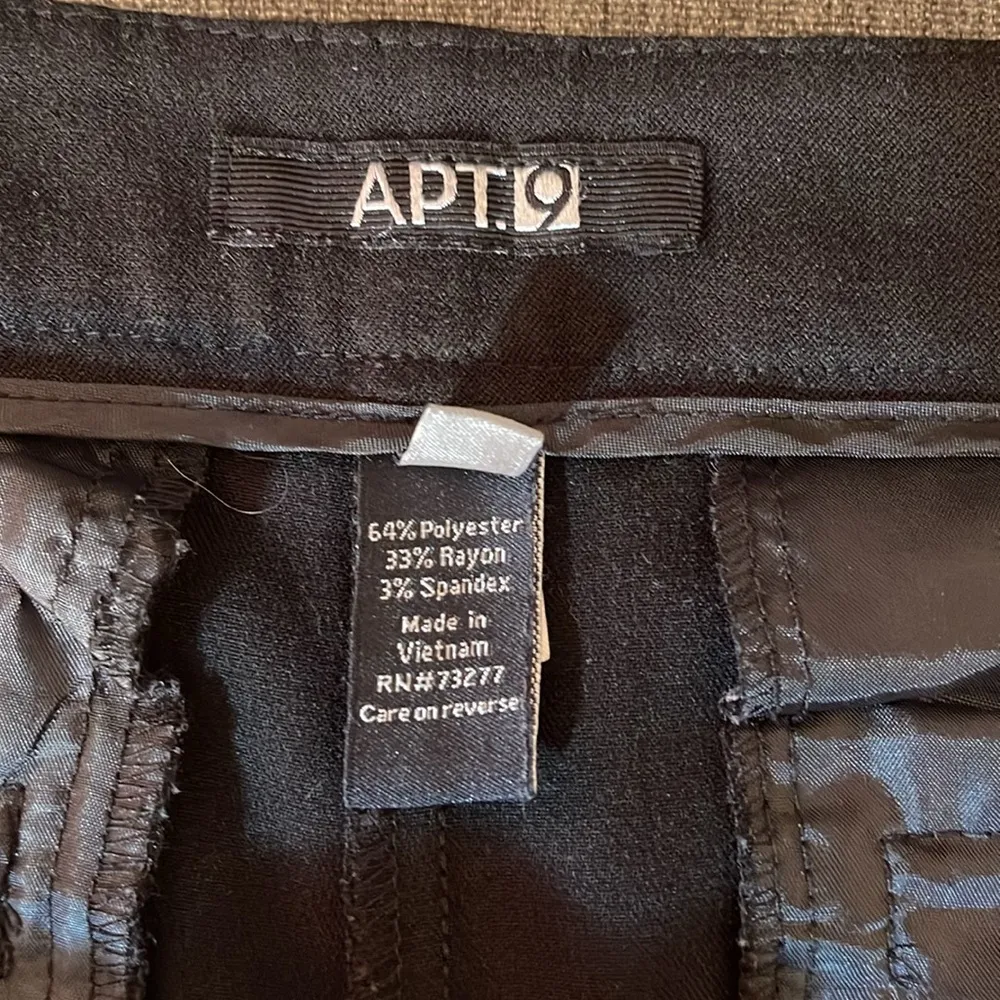 APT.9
64% Polyester
33% Rayon
3% Spandex
Made in
Vietnam
RN#73277
Care on reverse